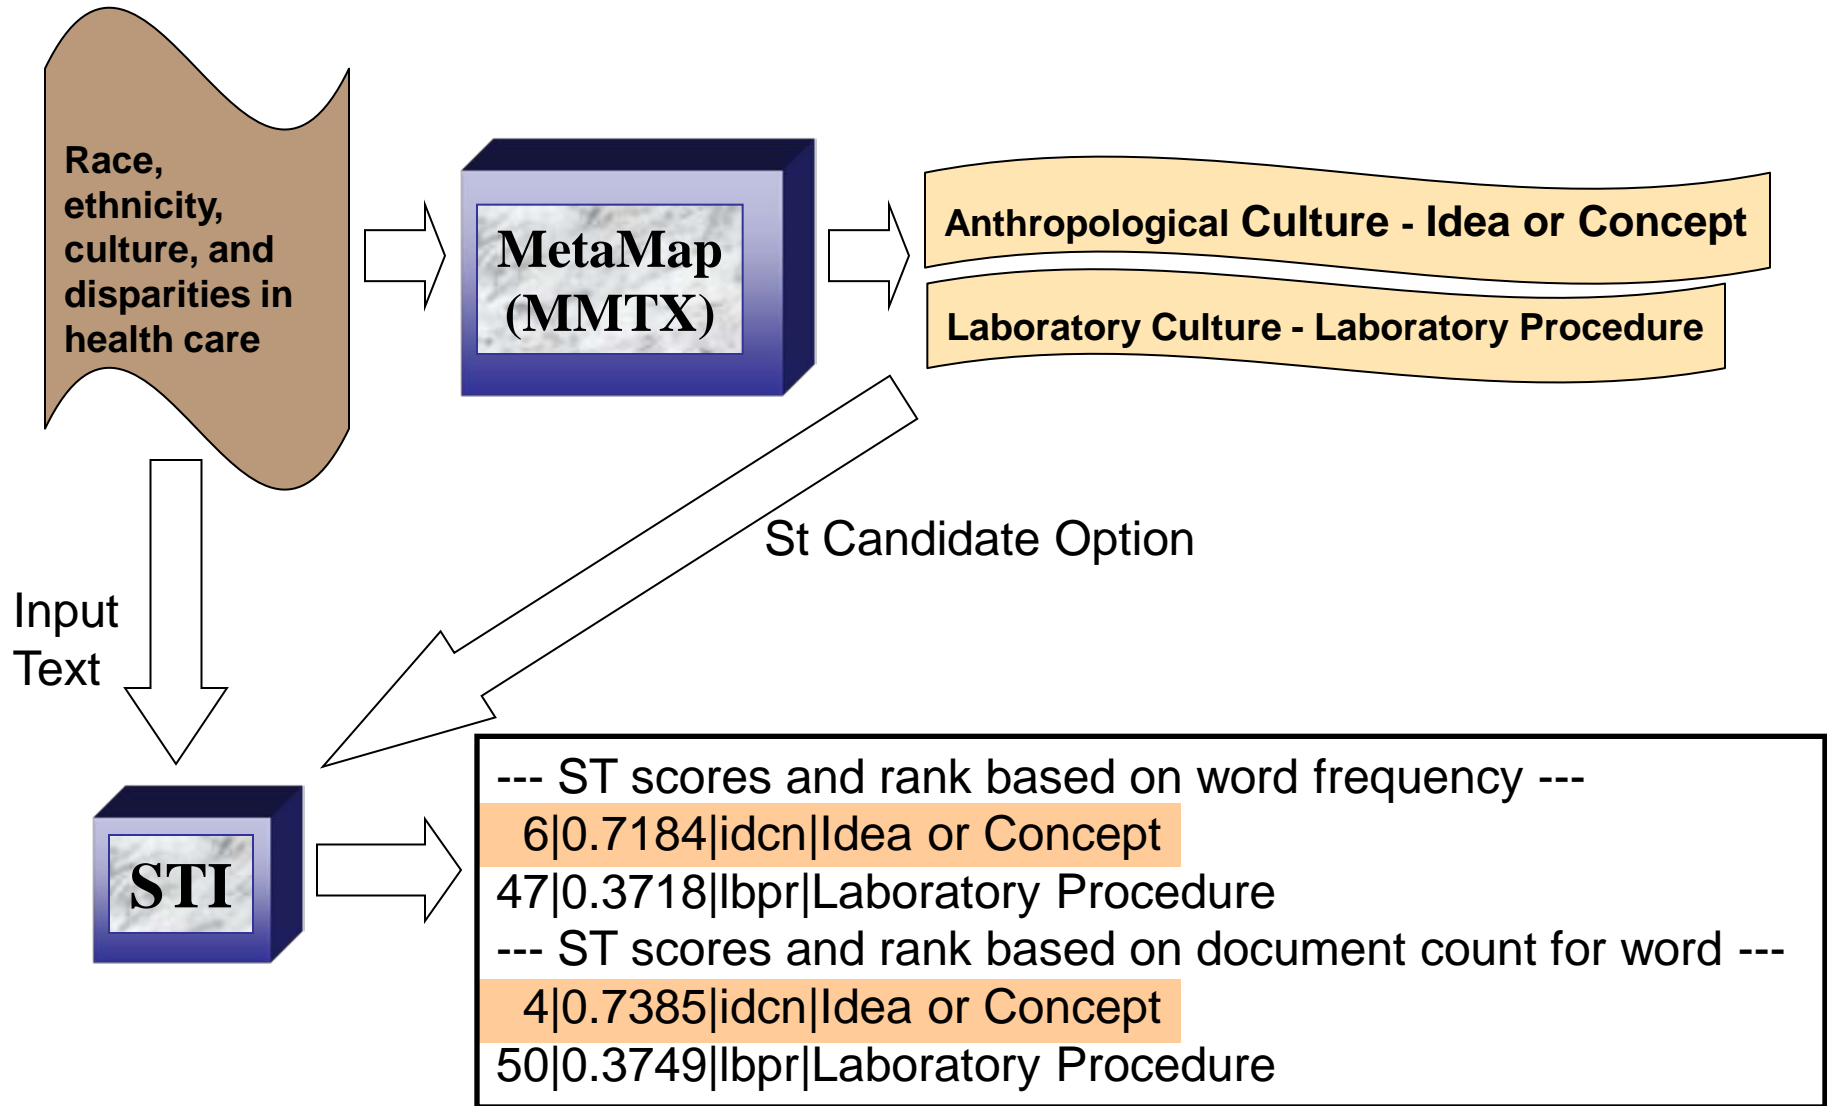 Race,
ethnicity,
culture, and
disparities in
health care
MetaMap
(MMTX)
Anthropological Culture - Idea or Concept
Laboratory Culture - Laboratory Procedure
St Candidate Option
Input
Text
STI
--- ST scores and rank based on word frequency ---
6|0.7184|idcn|Idea or Concept
47|0.3718|lbpr|Laboratory Procedure
--- ST scores and rank based on document count for word ---
4|0.7385|idcn|Idea or Concept
50|0.3749|lbpr|Laboratory Procedure